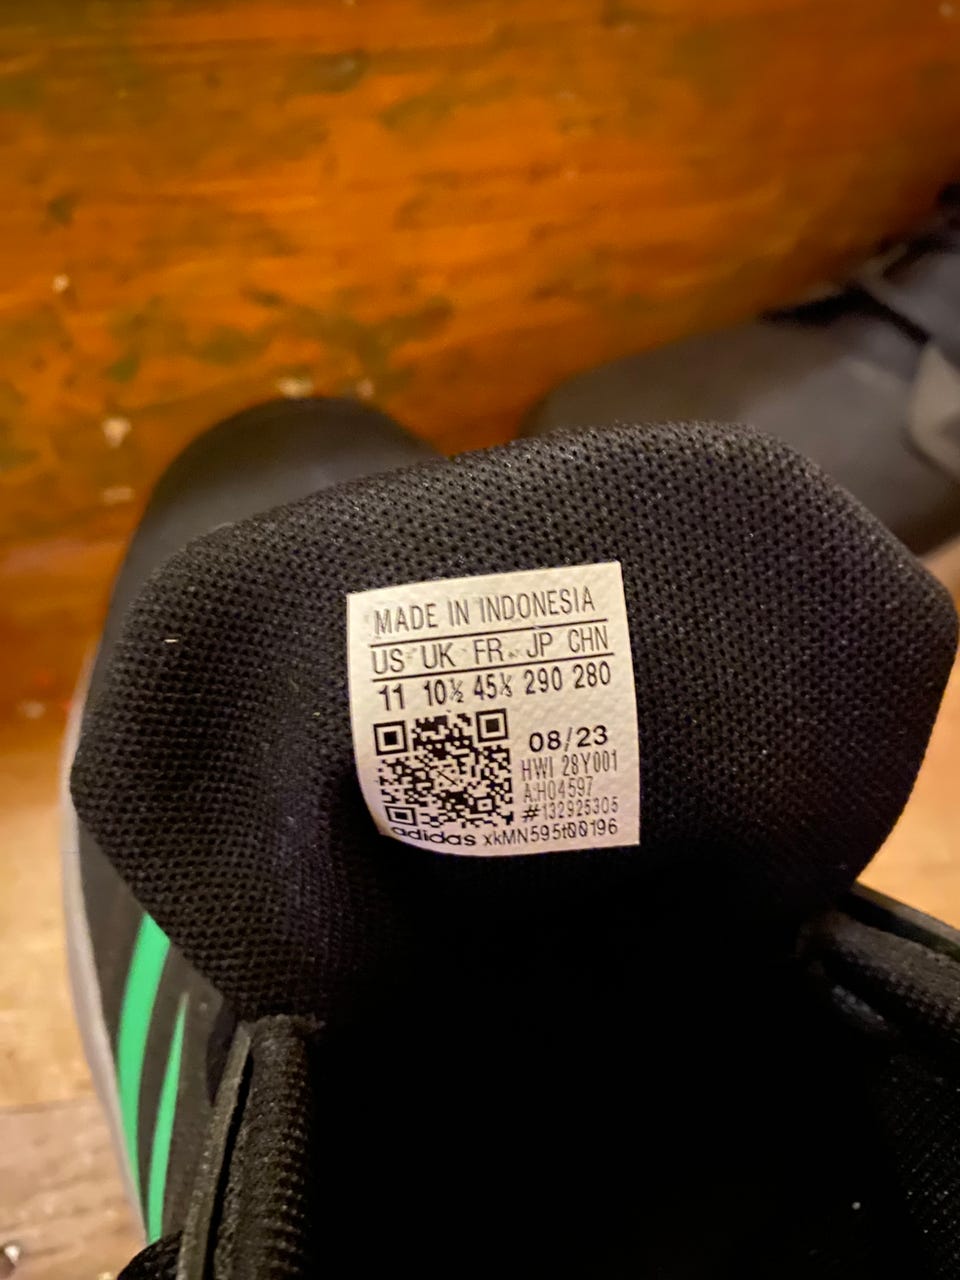 MADE IN INDONESIA
US UK FR JP CHN
11 10½ 45⅓ 290 280
08/23
HWI 28Y001
A:H04597
#132925305
adidas xkMN595t00196